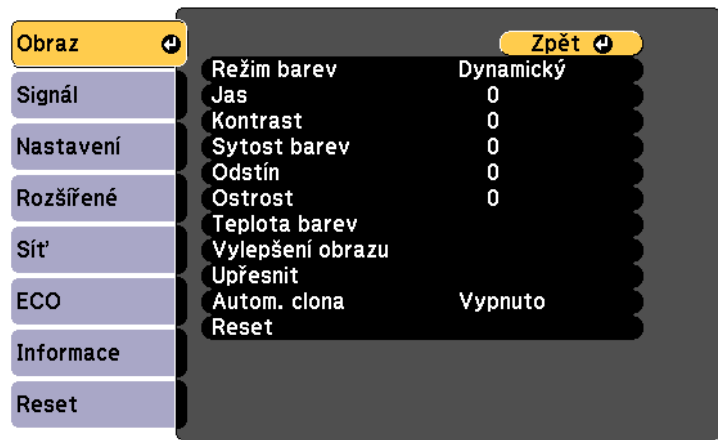 Obraz
Signál
Nastavení
Rozšířené
Síť
ECO
Informace
Reset
Zpět
Režim barev Dynamický
Jas 0
Kontrast 0
Sytost barev 0
Odstín 0
Ostrost 0
Teplota barev
Vylepšení obrazu
Upřesnit
Autom. clona Vypnuto
Reset